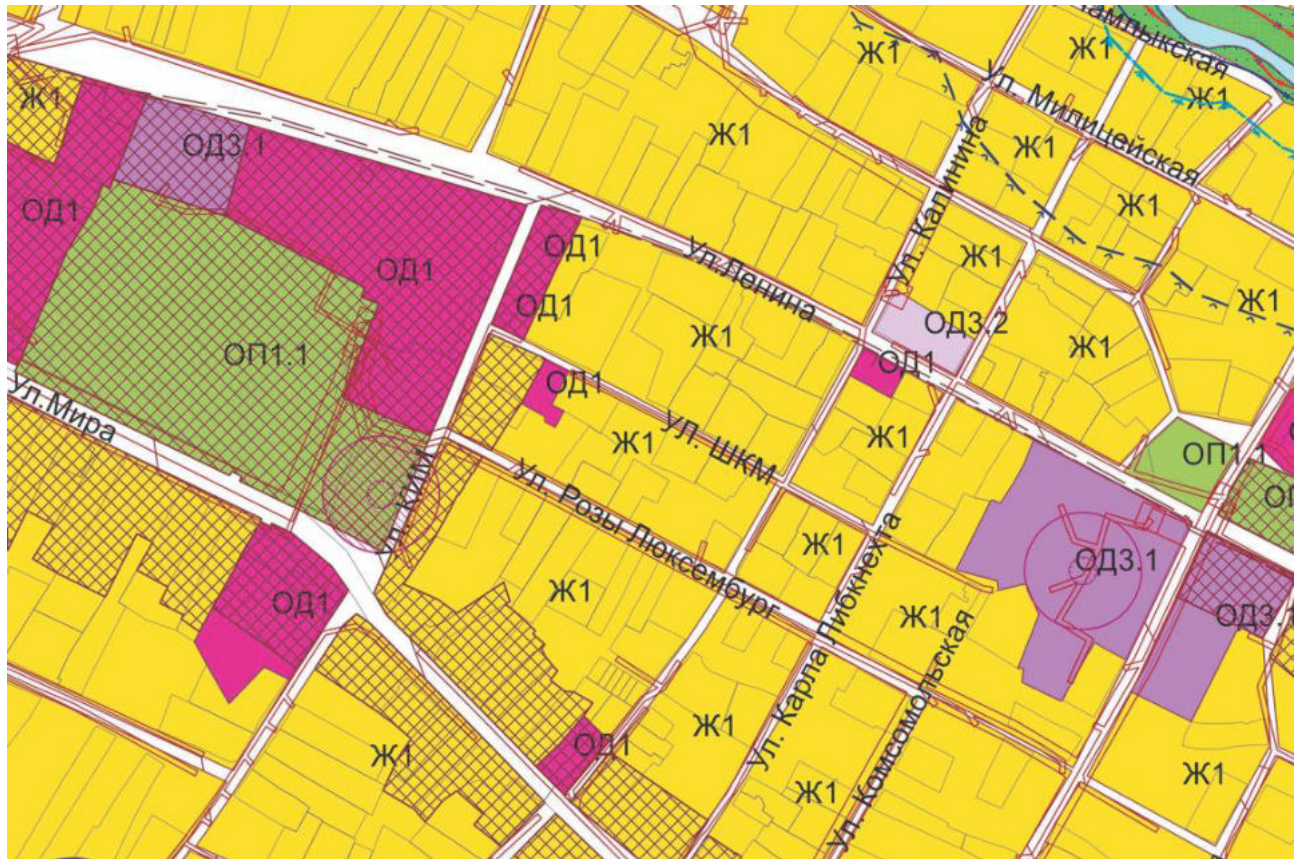 Ул. Милицейская
Ж1
Ж1
Ж1
Ж1
Ж1
ОД3.1
Ж1
Ж1
Ул. Калинина
ОД1
ОД1
ОД1
Ж1
Ж1
Ул.Ленина
ОД1
ОД3.2
Ж1
Ж1
ОП1.1
ОД1
ОД1
Ул.Мира
Ул. ШКМ
Ж1
Ж1
ОП1.1
Ул. КИМ
Ул. Розы Люксембург
Ж1
Ул. Карла Либкнехта
ОД3.1
ОД1
Ж1
Ж1
ОД3.1
Ул. Комсомольская
Ж1
ОД1
Ж1
Ж1
Ж1